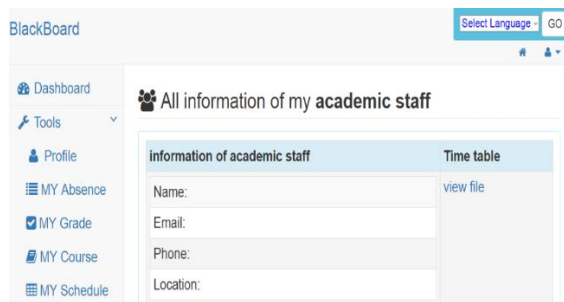 BlackBoard
Select Language GO
Dashboard
Tools
Profile
MY Absence
MY Grade
MY Course
MY Schedule
All information of my academic staff
information of academic staff Time table
Name: view file
Email:
Phone:
Location: